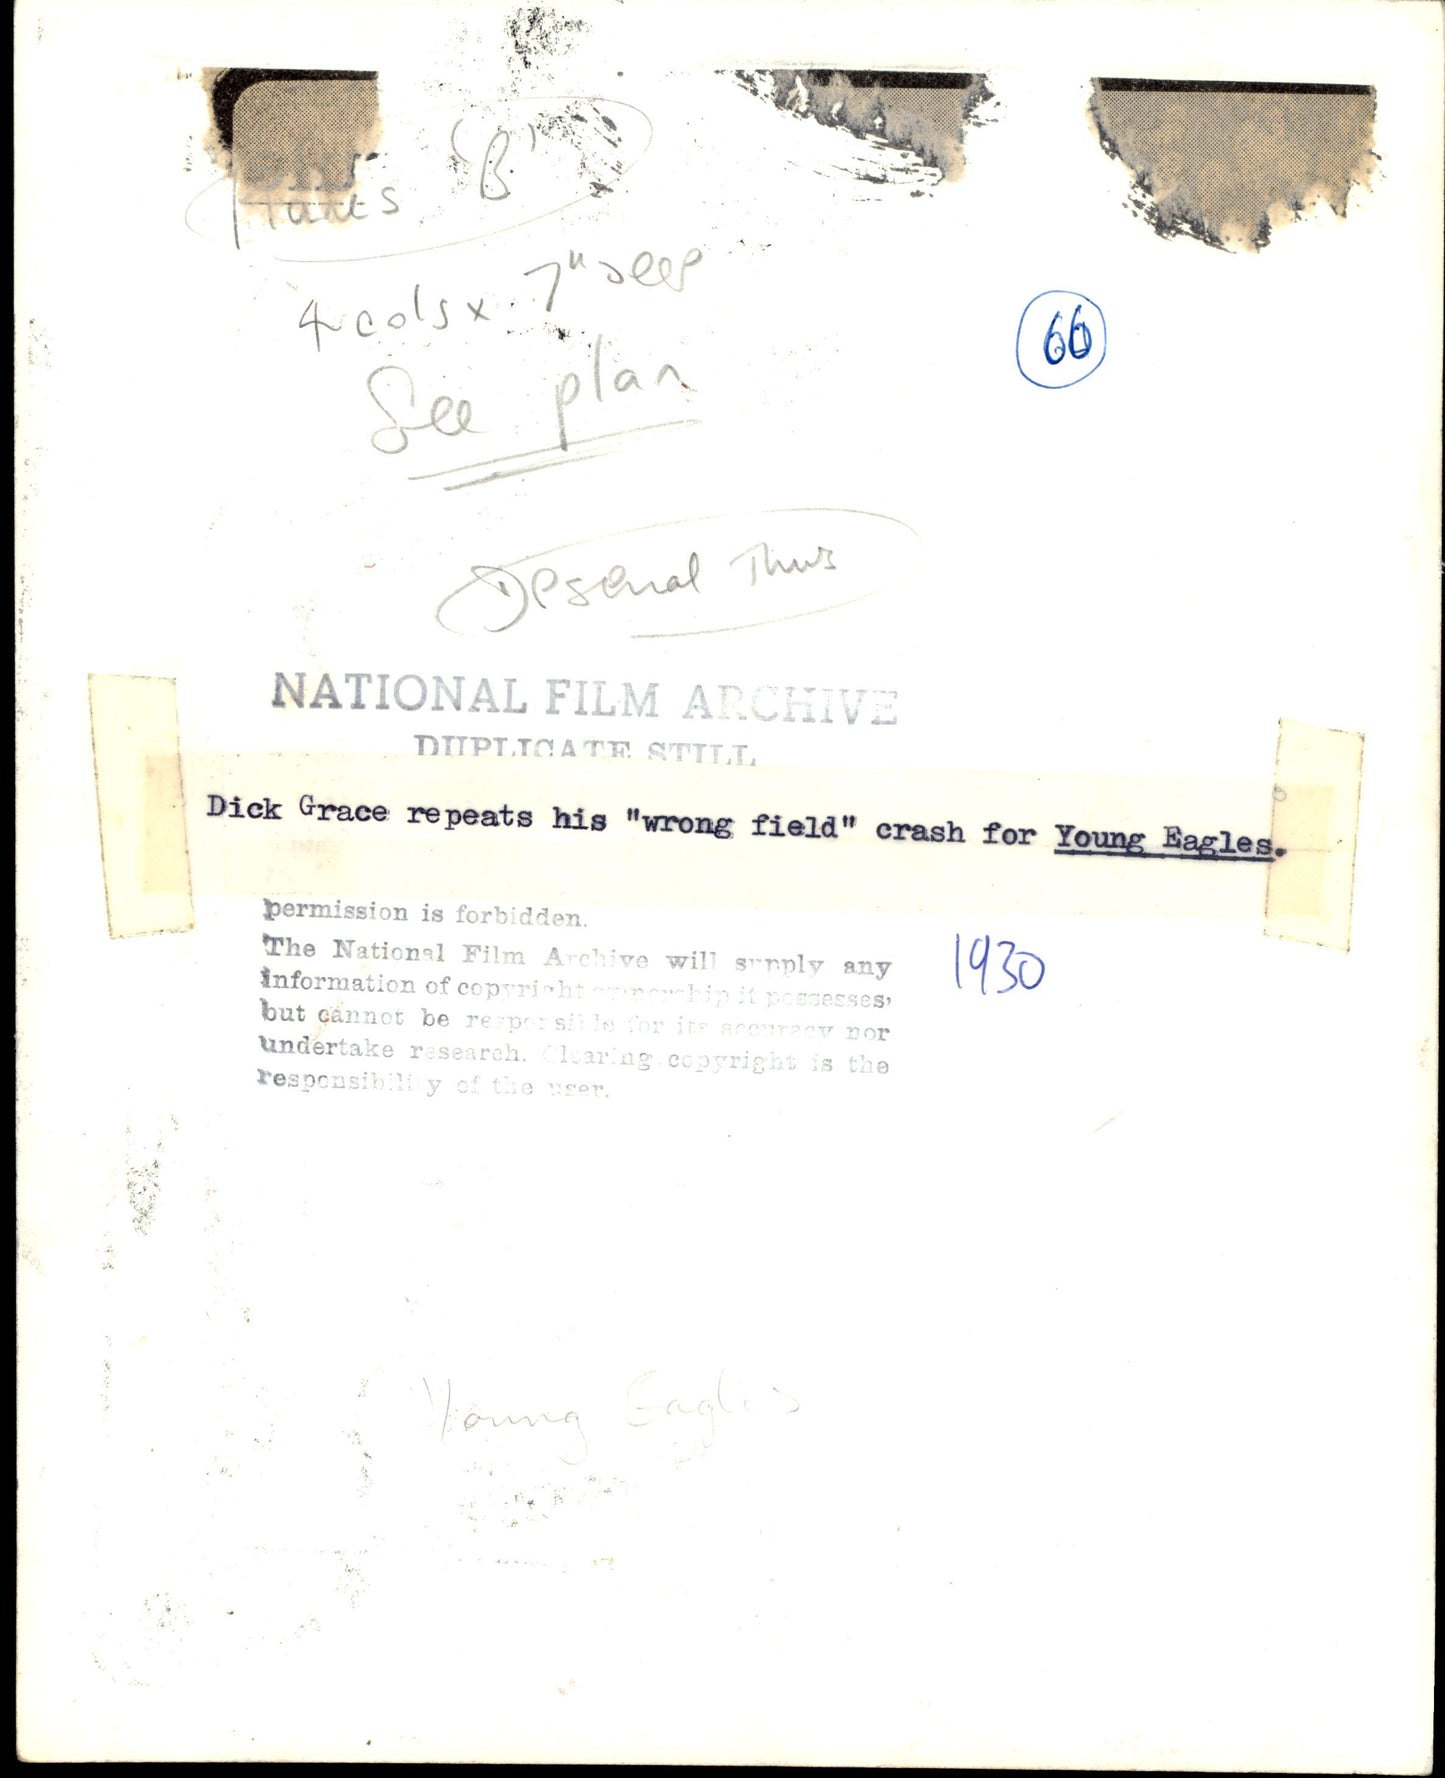 Planes 'B'
4 cols x 7" deep
See plan
66
Thurs
NATIONAL FILM ARCHIVE
DUPLICATE STILL
Dick Grace repeats his "wrong field" crash for Young Eagles.
permission is forbidden.
The National Film Archive will supply any
information of copyright ownership it possesses,
but cannot be responsible for its accuracy nor
undertake research. Clearing copyright is the
responsibility of the user.
1930
Young Eagles